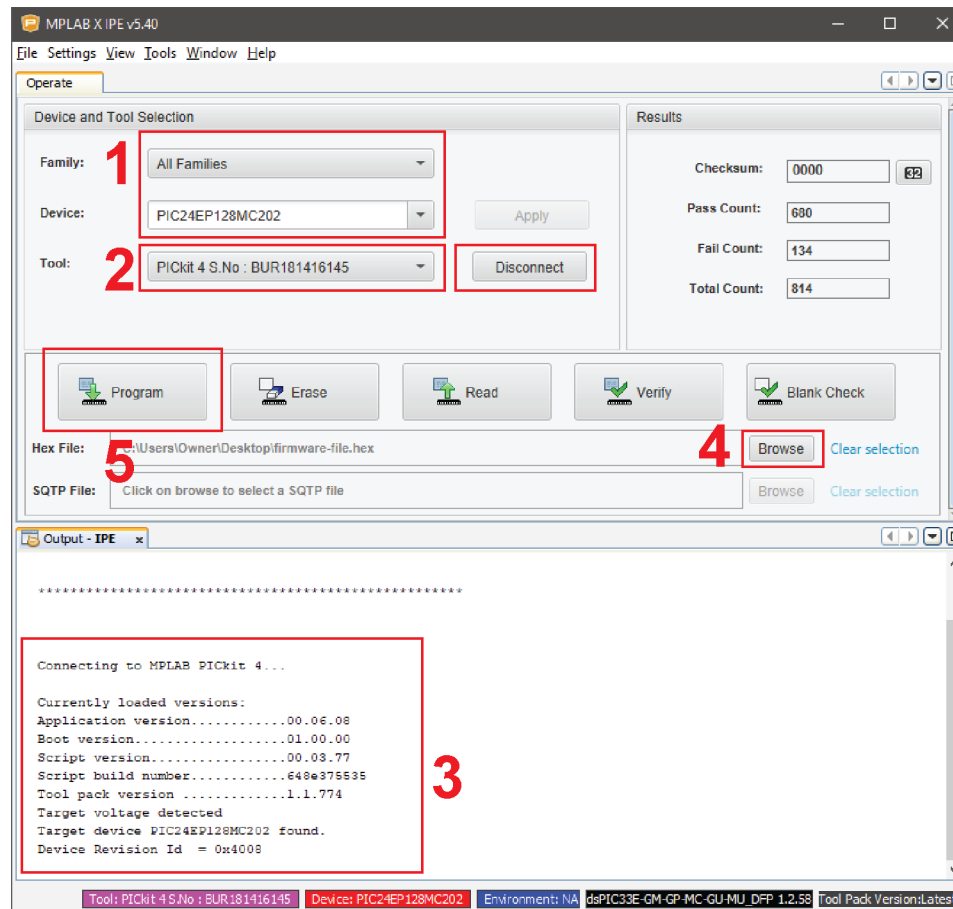 MPLAB X IPE v5.40
File Settings View Tools Window Help
Operate
Device and Tool Selection
Results
1
Family:
All Families
Checksum:
0000
32
Device:
PIC24EP128MC202
Apply
Pass Count:
680
Tool:
2
PICkit 4 S.No : BUR181416145
Disconnect
Fail Count:
134
Total Count:
814
Program
Erase
Read
Verify
Blank Check
5
Hex File:
:\Users\Owner\Desktop\firmware-file.hex
4
Browse
Clear selection
SQTP File:
Click on browse to select a SQTP file
Browse
Clear selection
Output - IPE x
*****************************************************
Connecting to MPLAB PICkit 4...
Currently loaded versions:
Application version............00.06.08
Boot version...................01.00.00
Script version.................00.03.77
Script build number............648e375535
Tool pack version .............1.1.774
Target voltage detected
Target device PIC24EP128MC202 found.
Device Revision Id = 0x4008
3
Tool: PICkit 4 S.No : BUR181416145
Device: PIC24EP128MC202
Environment: NA
dsPIC33E-GM-GP-MC-GU-MU_DFP 1.2.58
Tool Pack Version:Latest